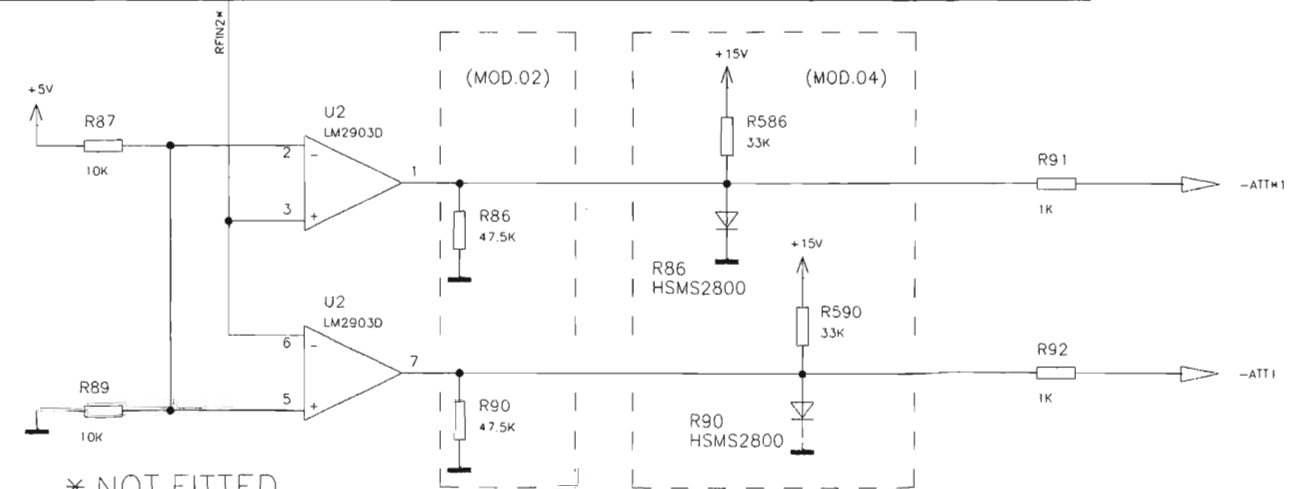 RFIN2*
+5V
R87
10K
U2
LM2903D
2
−
3
+
1
(MOD.02)
R86
47.5K
+15V
(MOD.04)
R586
33K
R86
HSMS2800
R91
1K
−ATT*1
U2
LM2903D
6
−
5
+
7
R89
10K
R90
47.5K
+15V
R590
33K
R90
HSMS2800
R92
1K
−ATT1
* NOT FITTED